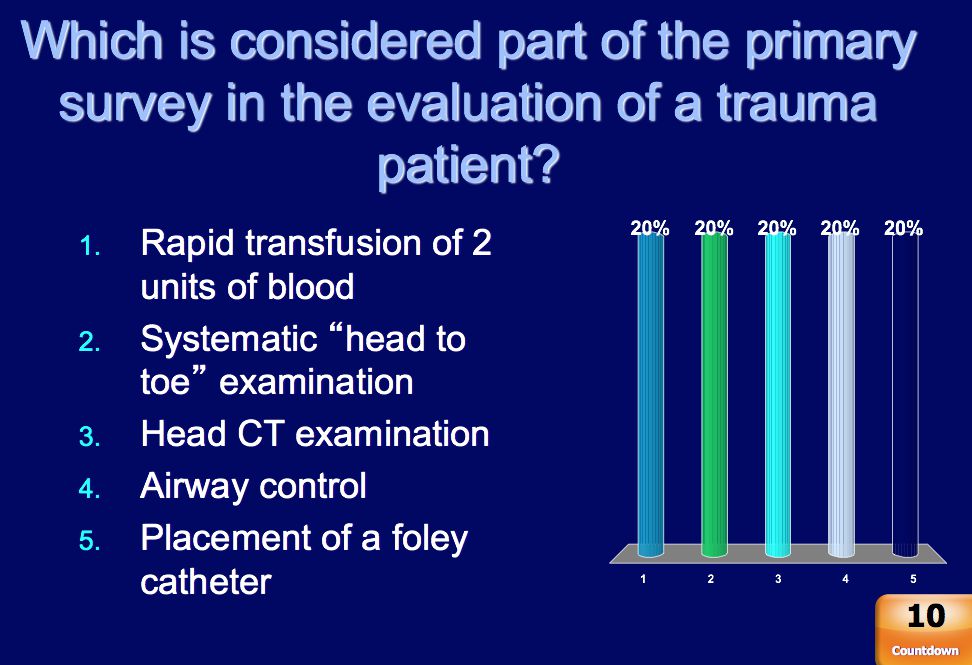 Which is considered part of the primary
survey in the evaluation of a trauma
patient?
1. Rapid transfusion of 2
units of blood
2. Systematic “head to
toe” examination
3. Head CT examination
4. Airway control
5. Placement of a foley
catheter
20% 20% 20% 20% 20%
1 2 3 4 5
10
Countdown